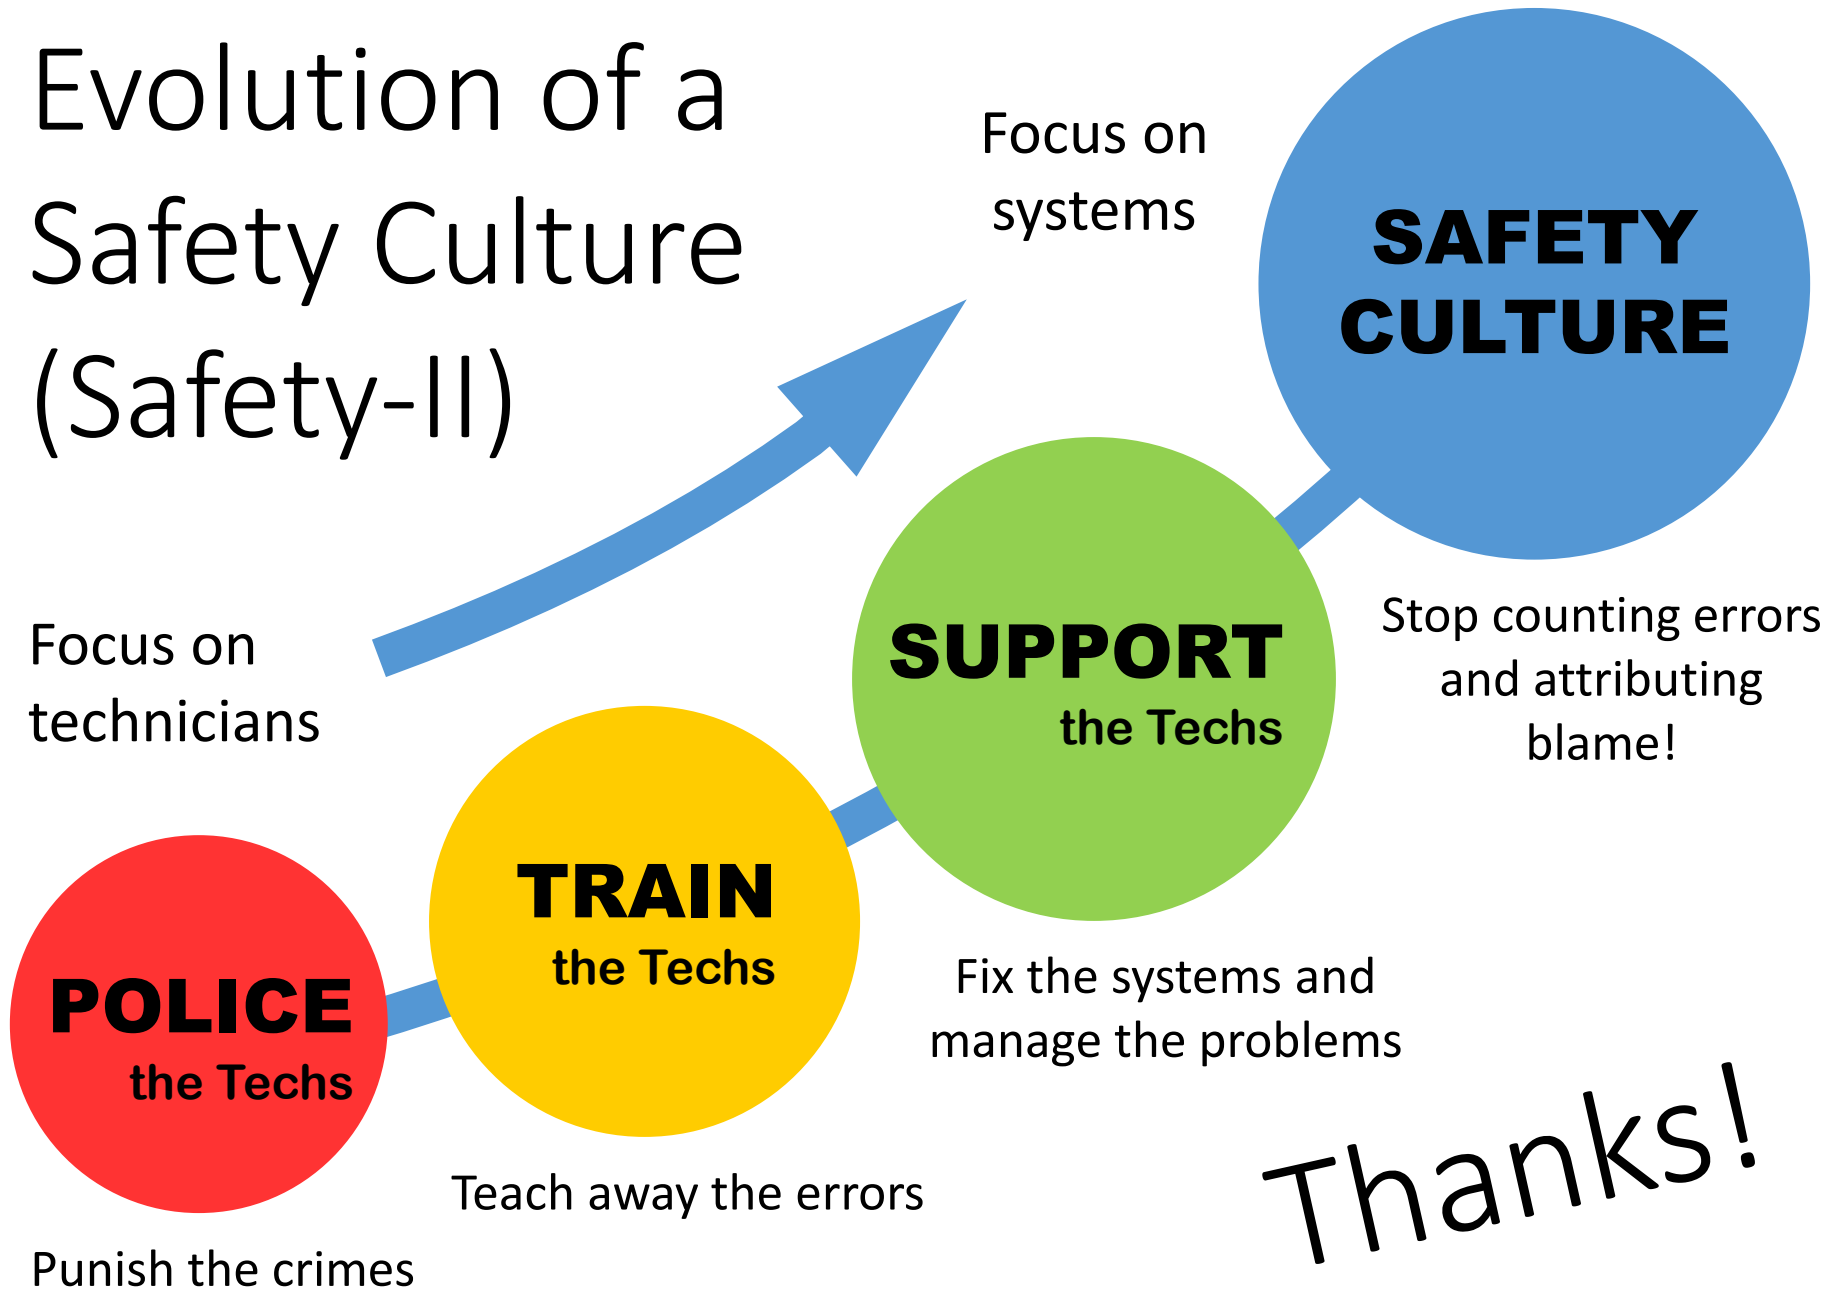 Evolution of a
Safety Culture
(Safety-II)
Focus on
systems
SAFETY
CULTURE
Stop counting errors
and attributing
blame!
Focus on
technicians
SUPPORT
the Techs
Fix the systems and
manage the problems
TRAIN
the Techs
Teach away the errors
POLICE
the Techs
Punish the crimes
Thanks!